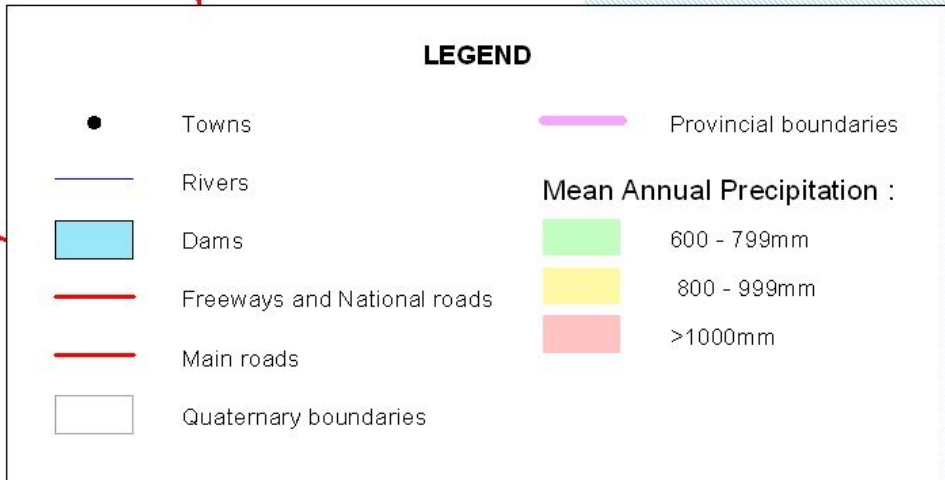 LEGEND
Towns
Rivers
Dams
Freeways and National roads
Main roads
Quaternary boundaries
Provincial boundaries
Mean Annual Precipitation :
600 - 799mm
800 - 999mm
>1000mm